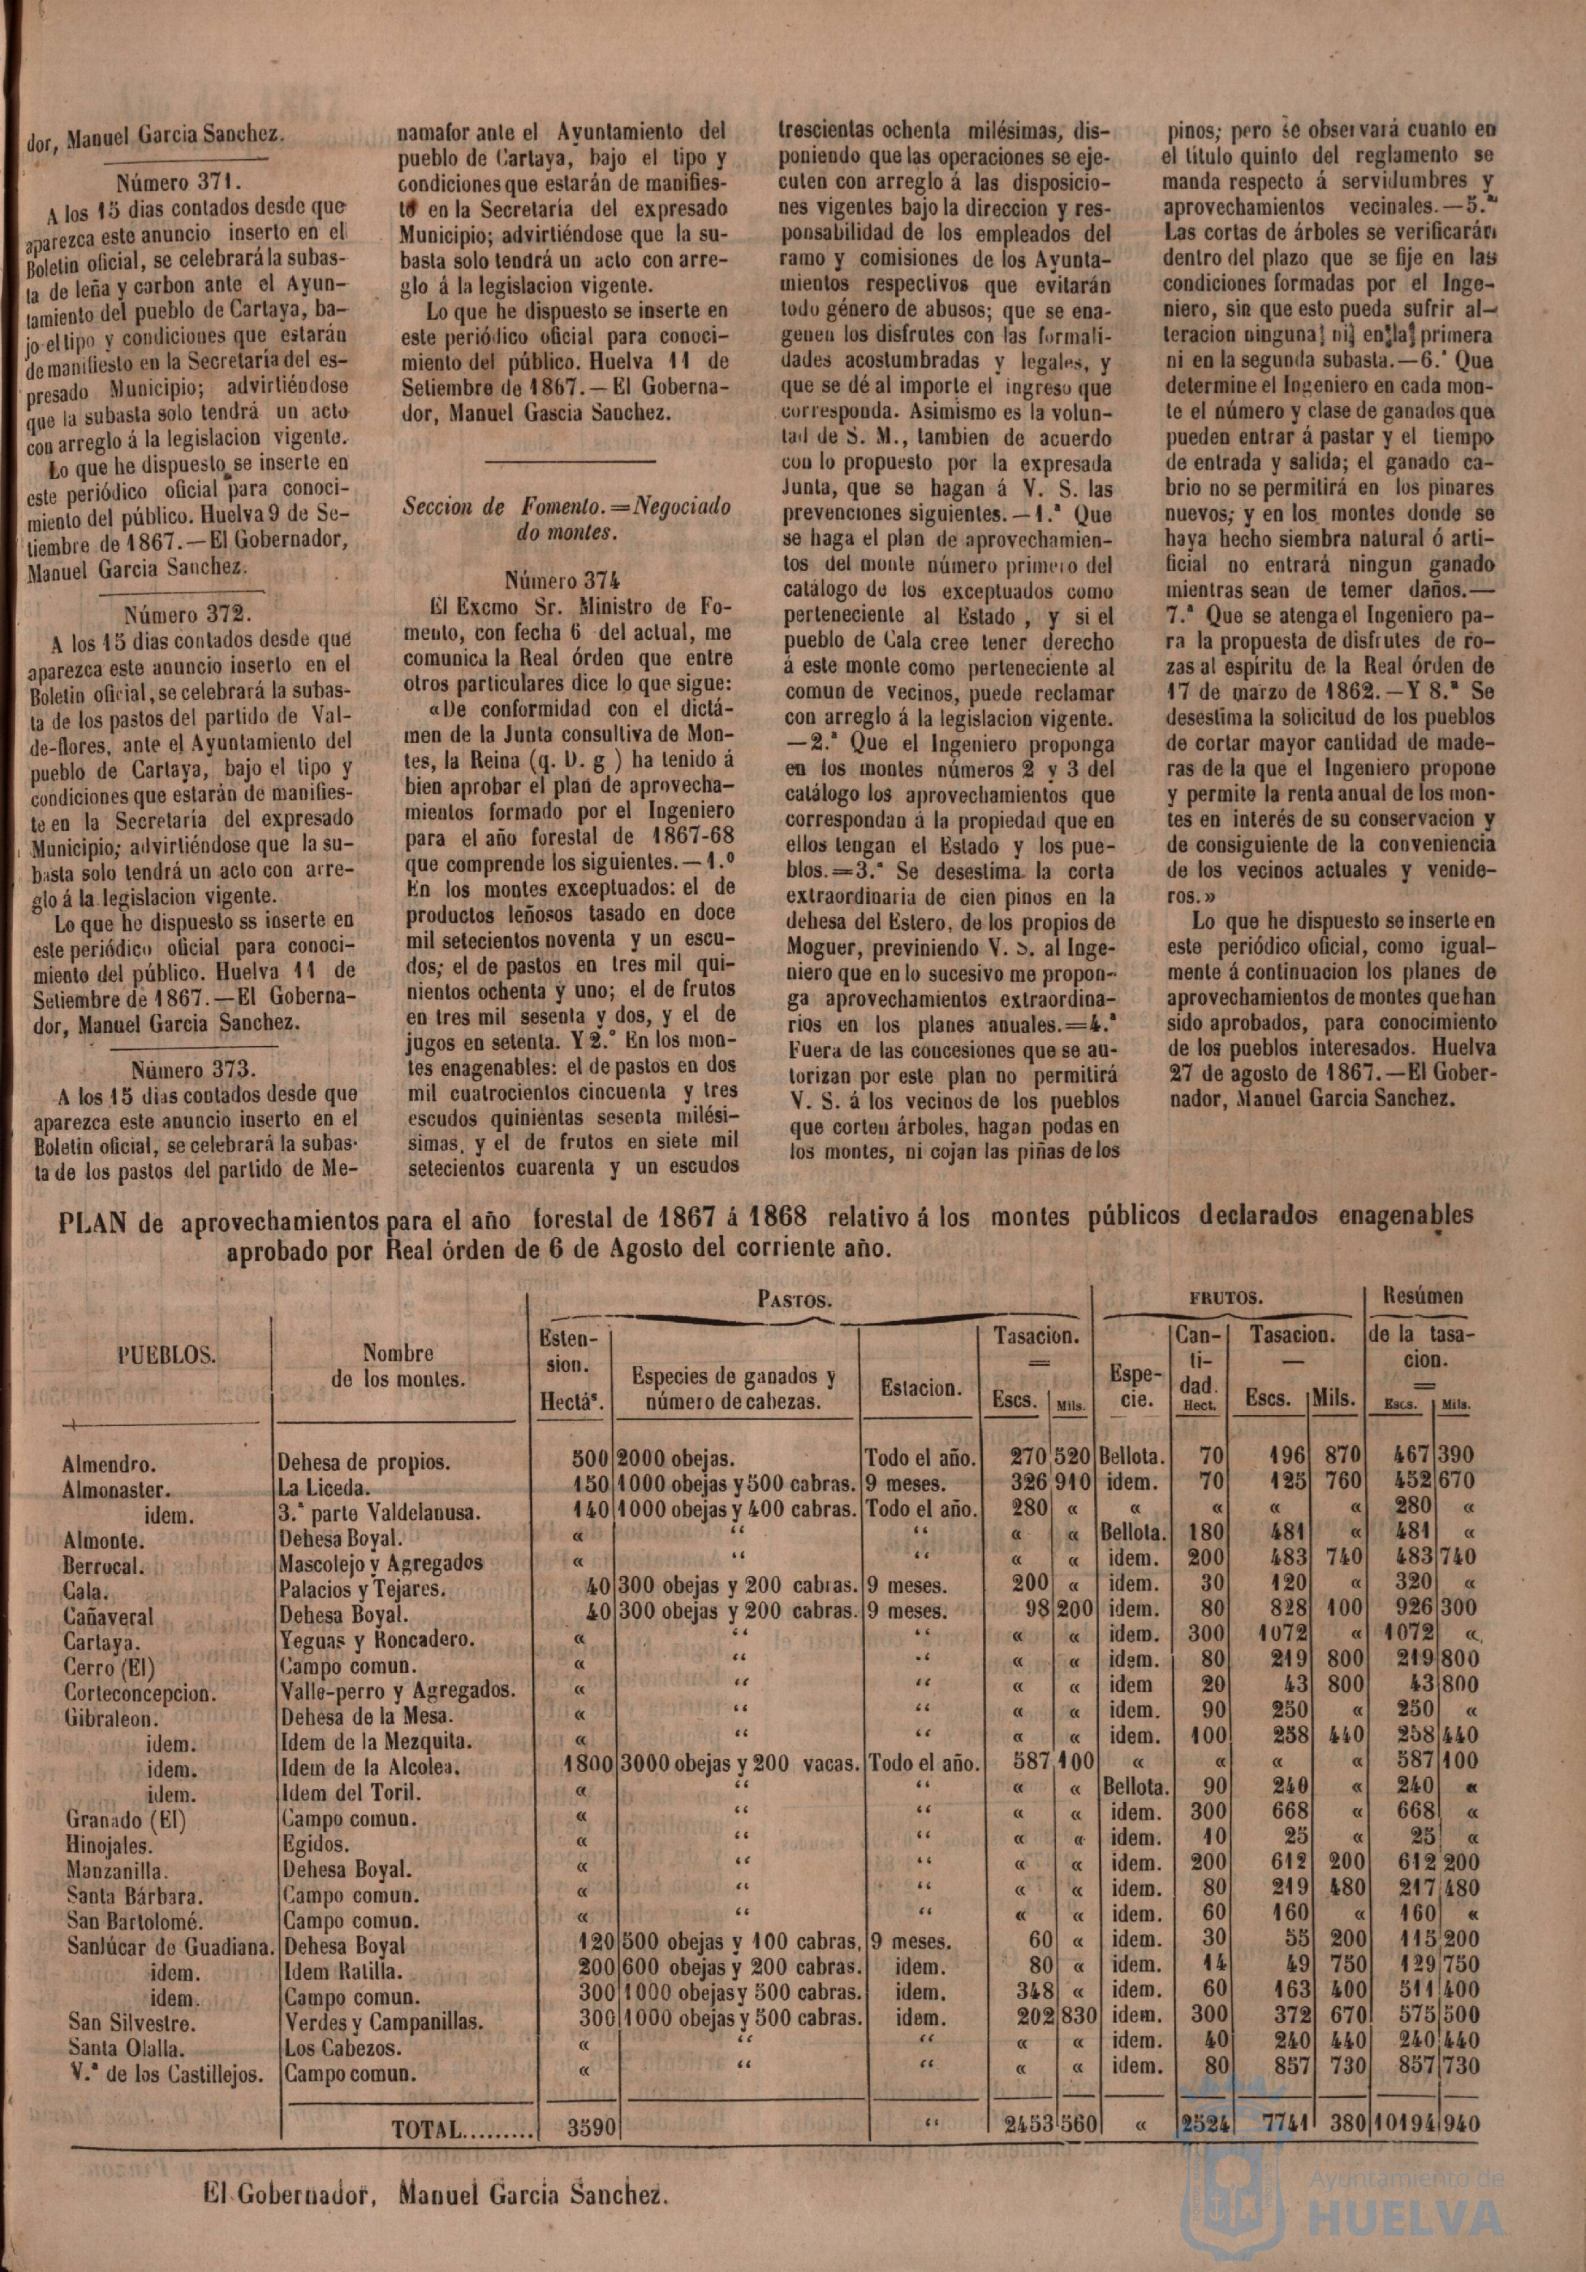 dor, Manuel Garcia Sanchez.
Número 371.
A los 15 dias contados desde que
aparezca este anuncio inserto en el
Boletin oficial, se celebrará la subas-
ta de leña y carbon ante el Ayun-
tamiento del pueblo de Cartaya, ba-
jo el tipo y condiciones que estarán
de manifiesto en la Secretaría del es-
presado Municipio; advirtiéndose
que la subasta solo tendrá un acto
con arreglo á la legislacion vigente.
Lo que he dispuesto se inserte en
este periódico oficial para conoci-
miento del público. Huelva 9 de Se-
tiembre de 1867.—El Gobernador,
Manuel Garcia Sanchez.
Número 372.
A los 15 dias contados desde que
aparezca este anuncio inserto en el
Boletin oficial, se celebrará la subas-
ta de los pastos del partido de Val-
de-flores, ante el Ayuntamiento del
pueblo de Cartaya, bajo el tipo y
condiciones que estarán de manifies-
to en la Secretaría del expresado
Municipio; advirtiéndose que la su-
basta solo tendrá un acto con arre-
glo á la legislacion vigente.
Lo que he dispuesto ss inserte en
este periódico oficial para conoci-
miento del público. Huelva 11 de
Setiembre de 1867.—El Goberna-
dor, Manuel Garcia Sanchez.
Número 373.
A los 15 dias contados desde que
aparezca este anuncio inserto en el
Boletin oficial, se celebrará la subas-
ta de los pastos del partido de Me-
namafor ante el Ayuntamiento del
pueblo de Cartaya, bajo el tipo y
condiciones que estarán de manifies-
to en la Secretaría del expresado
Municipio; advirtiéndose que la su-
basta solo tendrá un acto con arre-
glo á la legislacion vigente.
Lo que he dispuesto se inserte en
este periódico oficial para conoci-
miento del público. Huelva 11 de
Setiembre de 1867.—El Goberna-
dor, Manuel Gascia Sanchez.
Seccion de Fomento.=Negociado
do montes.
Número 374
El Excmo Sr. Ministro de Fo-
mento, con fecha 6 del actual, me
comunica la Real órden que entre
otros particulares dice lo que sigue:
«De conformidad con el dictá-
men de la Junta consultiva de Mon-
tes, la Reina (q. D. g ) ha tenido á
bien aprobar el plan de aprovecha-
mientos formado por el Ingeniero
para el año forestal de 1867-68
que comprende los siguientes.—1.º
En los montes exceptuados: el de
productos leñosos tasado en doce
mil setecientos noventa y un escu-
dos; el de pastos en tres mil qui-
nientos ochenta y uno; el de frutos
en tres mil sesenta y dos, y el de
jugos en setenta. Y 2.º En los mon-
tes enagenables: el de pastos en dos
mil cuatrocientos cincuenta y tres
escudos quinientas sesenta milési-
simas, y el de frutos en siete mil
setecientos cuarenta y un escudos
trescientas ochenta milésimas, dis-
poniendo que las operaciones se eje-
cuten con arreglo á las disposicio-
nes vigentes bajo la direccion y res-
ponsabilidad de los empleados del
ramo y comisiones de los Ayunta-
mientos respectivos que evitarán
todo género de abusos; que se ena-
genen los disfrutes con las formali-
dades acostumbradas y legales, y
que se dé al importe el ingreso que
corresponda. Asimismo es la volun-
tad de S. M., tambien de acuerdo
con lo propuesto por la expresada
Junta, que se hagan á V. S. las
prevenciones siguientes.—1.ª Que
se haga el plan de aprovechamien-
tos del monte número primero del
catálogo de los exceptuados como
perteneciente al Estado , y si el
pueblo de Cala cree tener derecho
á este monte como perteneciente al
comun de vecinos, puede reclamar
con arreglo á la legislacion vigente.
—2.ª Que el Ingeniero proponga
en los montes números 2 y 3 del
catálogo los aprovechamientos que
correspondan á la propiedad que en
ellos tengan el Estado y los pue-
blos.=3.ª Se desestima la corta
extraordinaria de cien pinos en la
dehesa del Estero, de los propios de
Moguer, previniendo V. S. al Inge-
niero que en lo sucesivo me propon-
ga aprovechamientos extraordina-
rios en los planes anuales.=4.ª
Fuera de las concesiones que se au-
torizan por este plan no permitirá
V. S. á los vecinos de los pueblos
que corten árboles, hagan podas en
los montes, ni cojan las piñas de los
pinos; pero se observará cuanto en
el título quinto del reglamento se
manda respecto á servidumbres y
aprovechamientos vecinales.—5.ª
Las cortas de árboles se verificarán
dentro del plazo que se fije en las
condiciones formadas por el Inge-
niero, sin que esto pueda sufrir al-
teracion ninguna ni en la primera
ni en la segunda subasta.—6.ª Que
determine el Ingeniero en cada mon-
te el número y clase de ganados que
pueden entrar á pastar y el tiempo
de entrada y salida; el ganado ca-
brio no se permitirá en los pinares
nuevos; y en los montes donde se
haya hecho siembra natural ó arti-
ficial no entrará ningun ganado
mientras sean de temer daños.—
7.ª Que se atenga el Ingeniero pa-
ra la propuesta de disfrutes de ro-
zas al espíritu de la Real órden de
17 de marzo de 1862.—Y 8.ª Se
desestima la solicitud de los pueblos
de cortar mayor cantidad de made-
ras de la que el Ingeniero propone
y permite la renta anual de los mon-
tes en interés de su conservacion y
de consiguiente de la conveniencia
de los vecinos actuales y venide-
ros.»
Lo que he dispuesto se inserte en
este periódico oficial, como igual-
mente á continuacion los planes de
aprovechamientos de montes que han
sido aprobados, para conocimiento
de los pueblos interesados. Huelva
27 de agosto de 1867.—El Gober-
nador, Manuel Garcia Sanchez.
PLAN de aprovechamientos para el año forestal de 1867 á 1868 relativo á los montes públicos declarados enagenables
aprobado por Real órden de 6 de Agosto del corriente año.
PASTOS. FRUTOS. Resúmen
PUEBLOS. Nombre de los montes. Esten- sion. Hectás. Especies de ganados y número de cabezas. Estacion. Tasacion. = Escs. Mils. Espe- cie. Can- ti- dad. Hect. Tasacion. — Escs. Mils. de la tasa- cion. = Escs. Mils.
Almendro. Dehesa de propios. 500 2000 obejas. Todo el año. 270 520 Bellota. 70 196 870 467 390
Almonaster. La Liceda. 150 1000 obejas y 500 cabras. 9 meses. 326 910 idem. 70 125 760 452 670
idem. 3.ª parte Valdelanusa. 140 1000 obejas y 400 cabras. Todo el año. 280 « « « « « 280 «
Almonte. Dehesa Boyal. « “ “ « « Bellota. 180 481 « 481 «
Berrocal. Mascolejo y Agregados « “ “ « « idem. 200 483 740 483 740
Cala. Palacios y Tejares. 40 300 obejas y 200 cabras. 9 meses. 200 « idem. 30 120 « 320 «
Cañaveral Dehesa Boyal. 40 300 obejas y 200 cabras. 9 meses. 98 200 idem. 80 828 100 926 300
Cartaya. Yeguas y Roncadero. « “ “ « « idem. 300 1072 « 1072 «
Cerro (El) Campo comun. « “ “ « « idem. 80 219 800 219 800
Corteconcepcion. Valle-perro y Agregados. « “ “ « « idem 20 43 800 43 800
Gibraleon. Dehesa de la Mesa. « “ “ « « idem. 90 250 « 250 «
idem. Idem de la Mezquita. « “ “ « « idem. 100 258 440 258 440
idem. Idem de la Alcolea. 1800 3000 obejas y 200 vacas. Todo el año. 587 100 « « « « 587 100
idem. Idem del Toril. « “ “ « « Bellota. 90 240 « 240 «
Granado (El) Campo comun. « “ “ « « idem. 300 668 « 668 «
Hinojales. Egidos. « “ “ « « idem. 10 25 « 25 «
Manzanilla. Dehesa Boyal. « “ “ « « idem. 200 612 200 612 200
Santa Bárbara. Campo comun. « “ “ « « idem. 80 219 480 217 480
San Bartolomé. Campo comun. « “ “ « « idem. 60 160 « 160 «
Sanlúcar de Guadiana. Dehesa Boyal 120 500 obejas y 100 cabras, 9 meses. 60 « idem. 30 55 200 115 200
idem. Idem Ratilla. 200 600 obejas y 200 cabras. idem. 80 « idem. 14 49 750 129 750
idem. Campo comun. 300 1000 obejas y 500 cabras. idem. 348 « idem. 60 163 400 511 400
San Silvestre. Verdes y Campanillas. 300 1000 obejas y 500 cabras. idem. 202 830 idem. 300 372 670 575 500
Santa Olalla. Los Cabezos. « “ “ « « idem. 40 240 440 240 440
V.ª de los Castillejos. Campo comun. « “ “ « « idem. 80 857 730 857 730
TOTAL......... 3590 “ 2453 560 « 2524 7741 380 10194 940
El Gobernador, Manuel Garcia Sanchez.
Ayuntamiento de
HUELVA